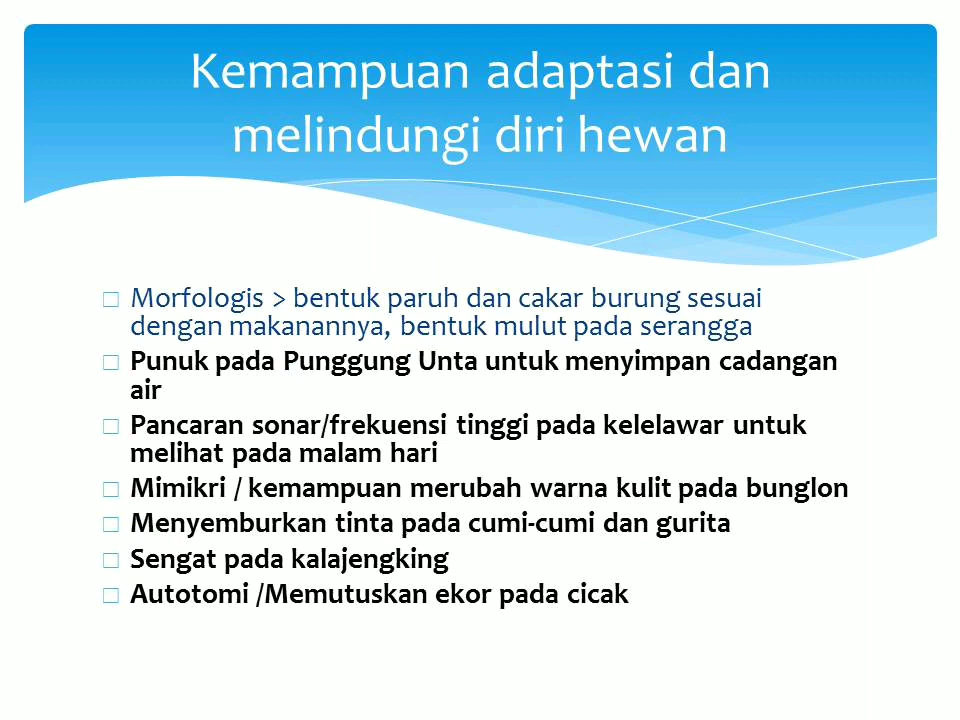 Kemampuan adaptasi dan
melindungi diri hewan
Morfologis > bentuk paruh dan cakar burung sesuai
dengan makanannya, bentuk mulut pada serangga
Punuk pada Punggung Unta untuk menyimpan cadangan
air
Pancaran sonar/frekuensi tinggi pada kelelawar untuk
melihat pada malam hari
Mimikri / kemampuan merubah warna kulit pada bunglon
Menyemburkan tinta pada cumi-cumi dan gurita
Sengat pada kalajengking
Autotomi /Memutuskan ekor pada cicak